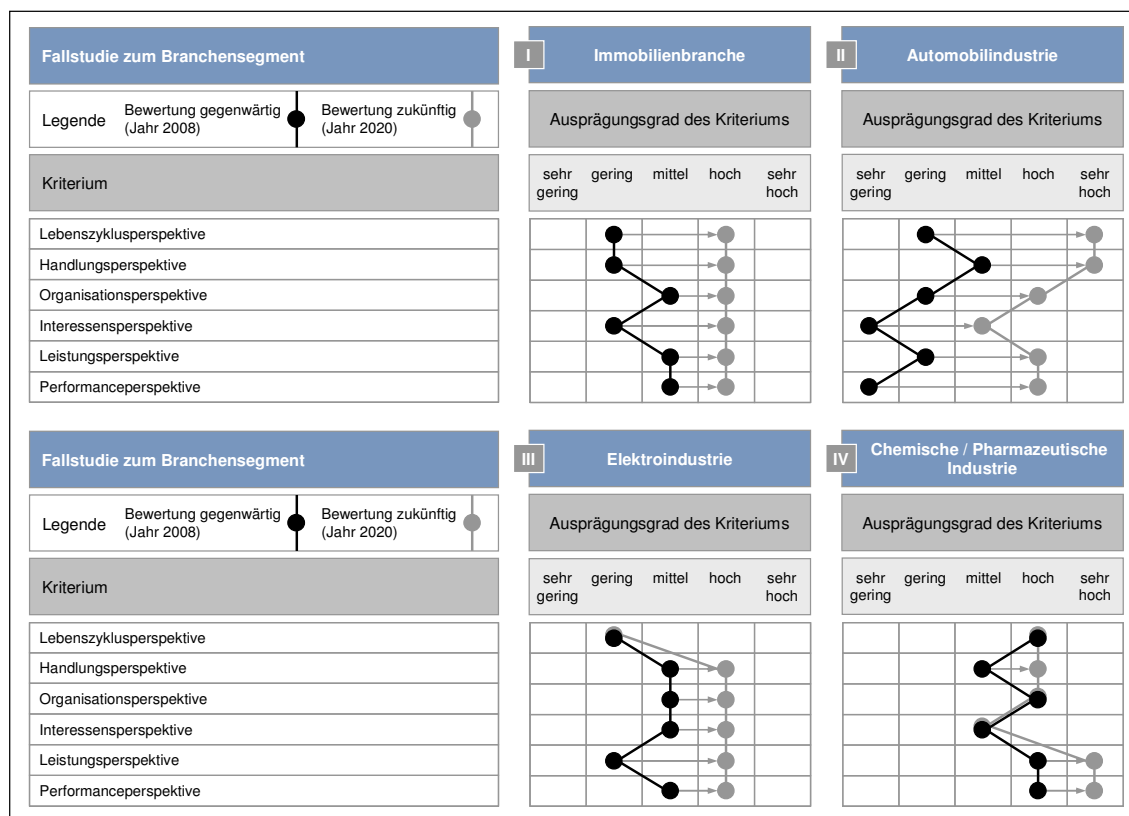 Fallstudie zum Branchensegment
I
Immobilienbranche
II
Automobilindustrie
Legende
Bewertung gegenwärtig
(Jahr 2008)
Bewertung zukünftig
(Jahr 2020)
Ausprägungsgrad des Kriteriums
Ausprägungsgrad des Kriteriums
Kriterium
sehr gering
gering
mittel
hoch
sehr hoch
sehr gering
gering
mittel
hoch
sehr hoch
Lebenszyklusperspektive
Handlungsperspektive
Organisationsperspektive
Interessensperspektive
Leistungsperspektive
Performanceperspektive
Fallstudie zum Branchensegment
III
Elektroindustrie
IV
Chemische / Pharmazeutische
Industrie
Legende
Bewertung gegenwärtig
(Jahr 2008)
Bewertung zukünftig
(Jahr 2020)
Ausprägungsgrad des Kriteriums
Ausprägungsgrad des Kriteriums
Kriterium
sehr gering
gering
mittel
hoch
sehr hoch
sehr gering
gering
mittel
hoch
sehr hoch
Lebenszyklusperspektive
Handlungsperspektive
Organisationsperspektive
Interessensperspektive
Leistungsperspektive
Performanceperspektive